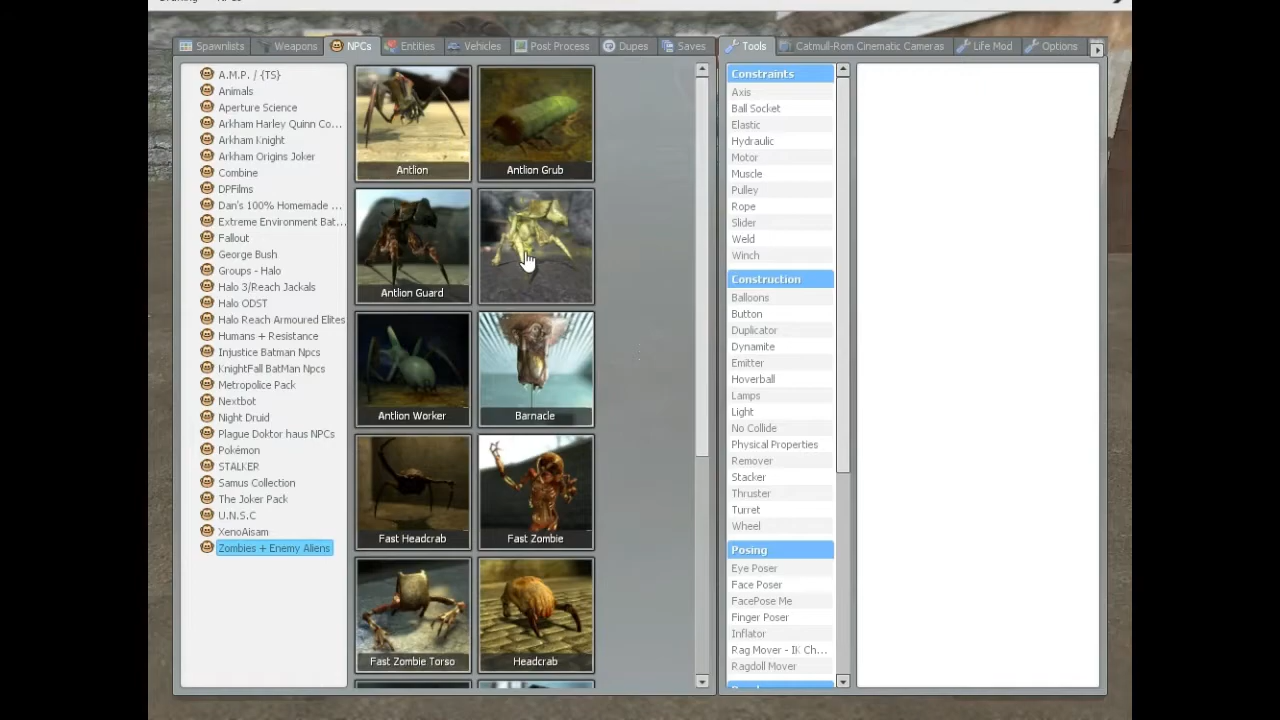 Spawnlists
Weapons
NPCs
Entities
Vehicles
Post Process
Dupes
Saves
Tools
Catmull-Rom Cinematic Cameras
Life Mod
Options
A.M.P. / {TS}
Animals
Aperture Science
Arkham Harley Quinn Co...
Arkham Knight
Arkham Origins Joker
Combine
DPFilms
Dan's 100% Homemade ...
Extreme Environment Bat...
Fallout
George Bush
Groups - Halo
Halo 3/Reach Jackals
Halo ODST
Halo Reach Armoured Elites
Humans + Resistance
Injustice Batman Npcs
KnightFall BatMan Npcs
Metropolice Pack
Nextbot
Night Druid
Plague Doktor haus NPCs
Pokémon
STALKER
Samus Collection
The Joker Pack
U.N.S.C
XenoAisam
Zombies + Enemy Aliens
Antlion
Antlion Grub
Antlion Guard
Antlion Worker
Barnacle
Fast Headcrab
Fast Zombie
Fast Zombie Torso
Headcrab
Constraints
Axis
Ball Socket
Elastic
Hydraulic
Motor
Muscle
Pulley
Rope
Slider
Weld
Winch
Construction
Balloons
Button
Duplicator
Dynamite
Emitter
Hoverball
Lamps
Light
No Collide
Physical Properties
Remover
Stacker
Thruster
Turret
Wheel
Posing
Eye Poser
Face Poser
FacePose Me
Finger Poser
Inflator
Rag Mover - IK Ch...
Ragdoll Mover